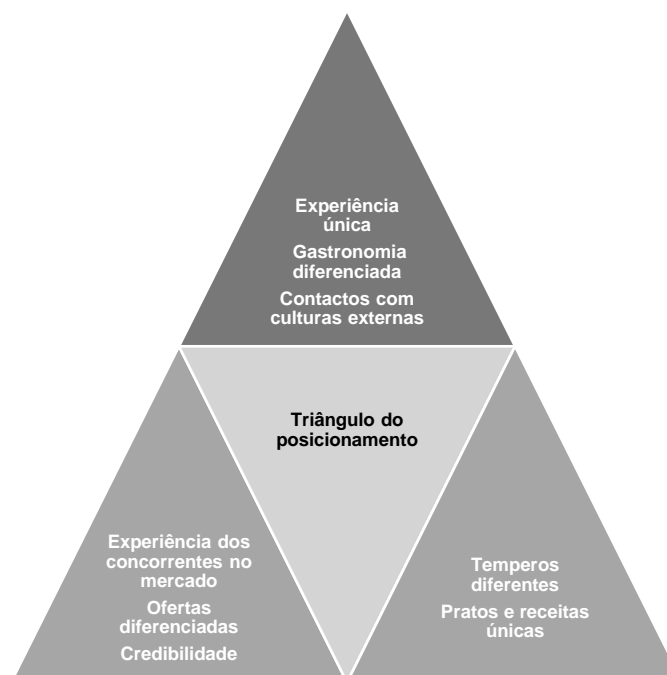 Experiência
única
Gastronomia
diferenciada
Contactos com
culturas externas
Triângulo do
posicionamento
Experiência dos
concorrentes no
mercado
Ofertas
diferenciadas
Credibilidade
Temperos
diferentes
Pratos e receitas
únicas